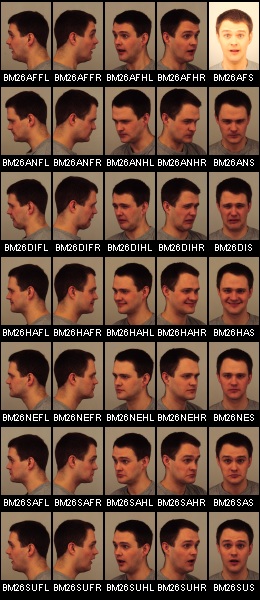 BM26AFFL BM26AFFR BM26AFHL BM26AFHR BM26AFS
BM26ANFL BM26ANFR BM26ANHL BM26ANHR BM26ANS
BM26DIFL BM26DIFR BM26DIHL BM26DIHR BM26DIS
BM26HAFL BM26HAFR BM26HAHL BM26HAHR BM26HAS
BM26NEFL BM26NEFR BM26NEHL BM26NEHR BM26NES
BM26SAFL BM26SAFR BM26SAHL BM26SAHR BM26SAS
BM26SUFL BM26SUFR BM26SUHL BM26SUHR BM26SUS